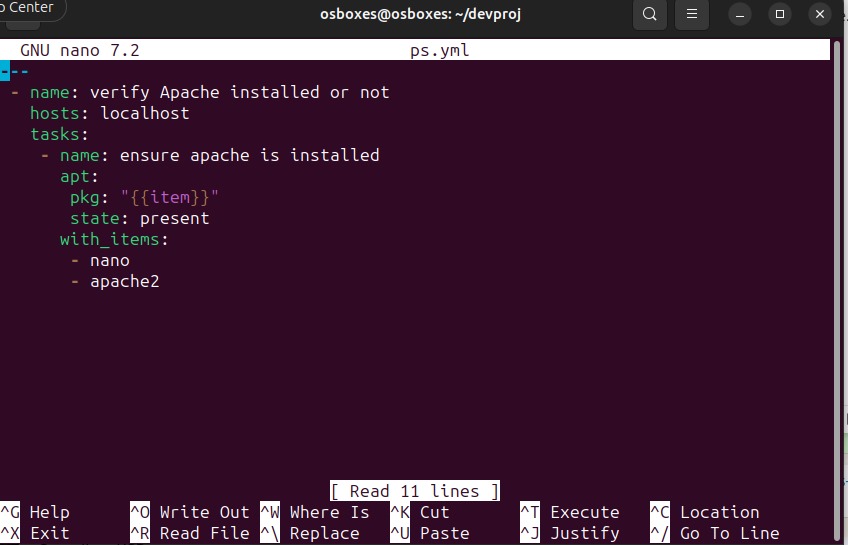 o Center
osboxes@osboxes: ~/devproj
GNU nano 7.2 ps.yml
---
- name: verify Apache installed or not
hosts: localhost
tasks:
- name: ensure apache is installed
apt:
pkg: "{{item}}"
state: present
with_items:
- nano
- apache2
[ Read 11 lines ]
^G Help ^O Write Out ^W Where Is ^K Cut ^T Execute ^C Location
^X Exit ^R Read File ^\ Replace ^U Paste ^J Justify ^/ Go To Line